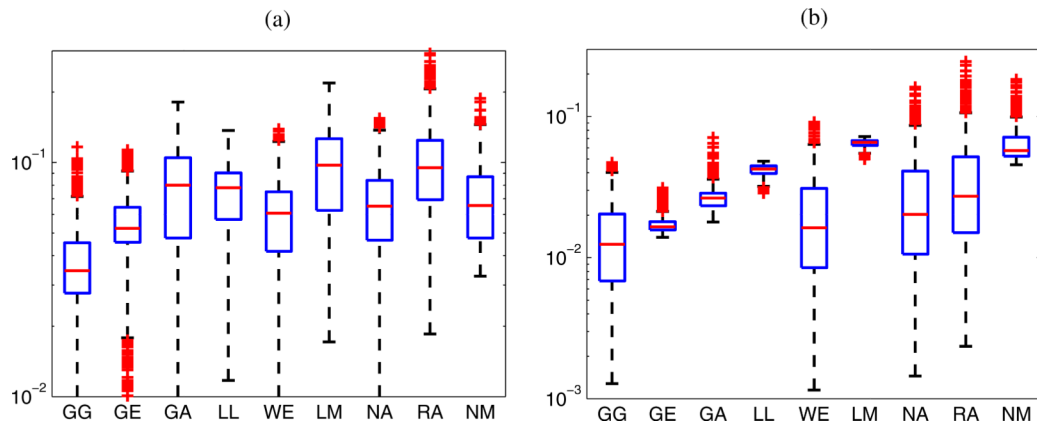 (a)
10^-1
10^-2
GG GE GA LL WE LM NA RA NM
(b)
10^-1
10^-2
10^-3
GG GE GA LL WE LM NA RA NM